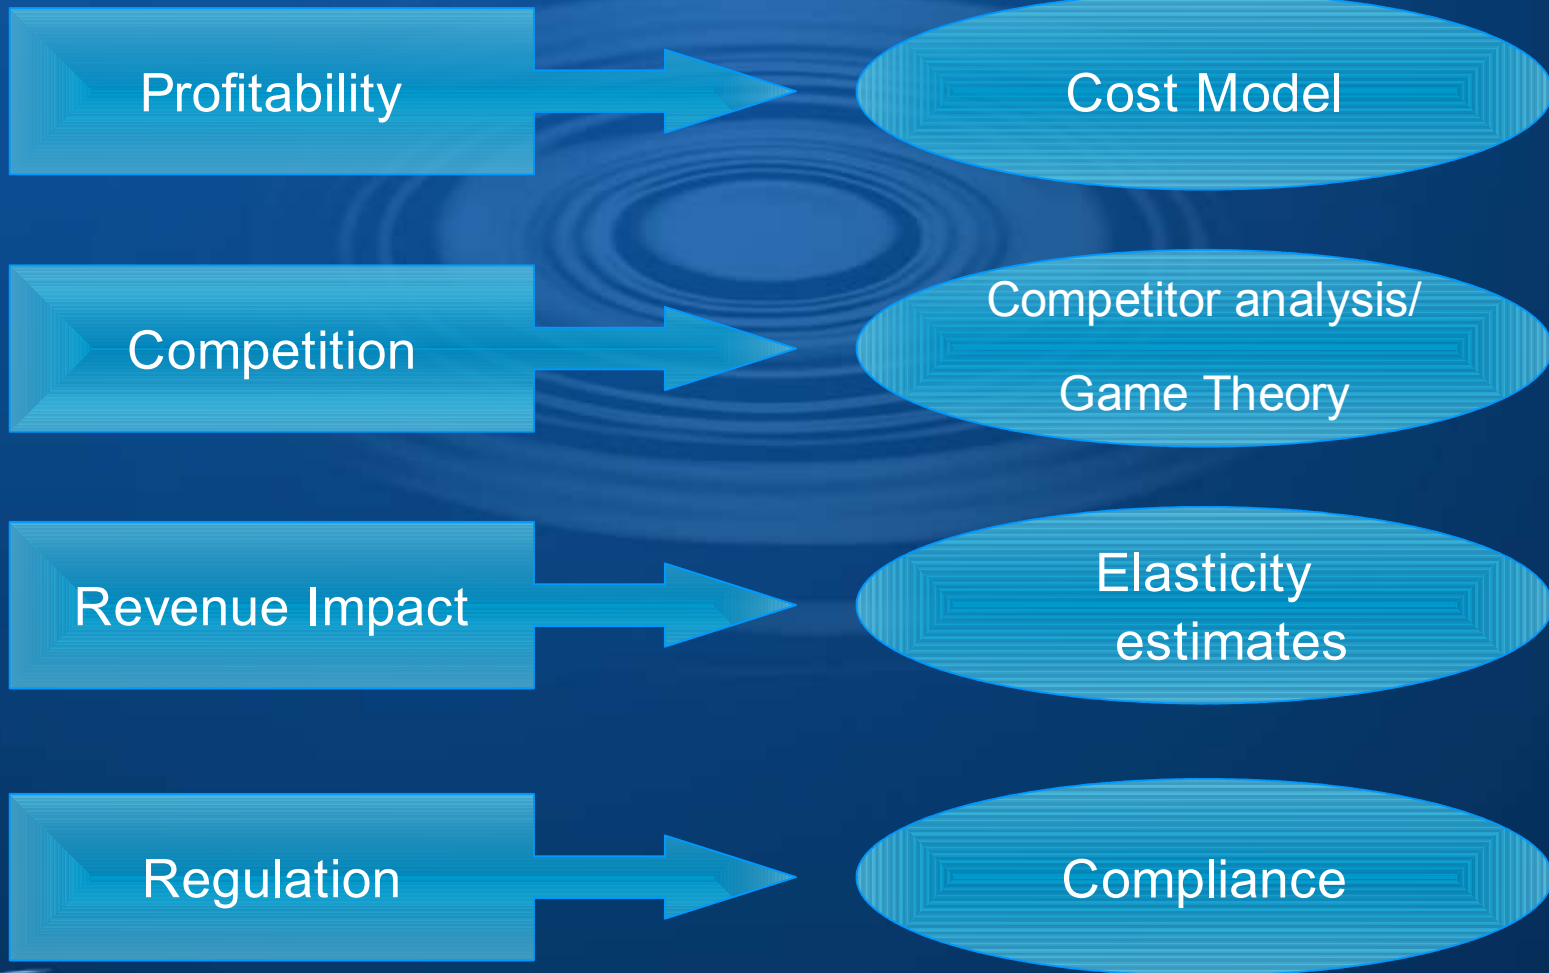 Profitability
Cost Model
Competition
Competitor analysis/
Game Theory
Revenue Impact
Elasticity
estimates
Regulation
Compliance